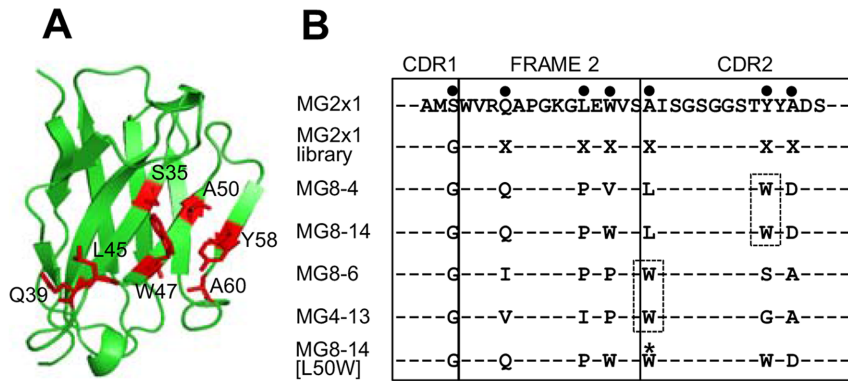 A
S35
A50
L45
Y58
Q39
W47
A60
B
CDR1 FRAME 2 CDR2
MG2x1 --AMSWVRQAPGKGLEWVSAISGSGGSTYYADS--
MG2x1 library ----G---X-----X-X--X--------X-X----
MG8-4 ----G---Q-----P-V--L--------W-D----
MG8-14 ----G---Q-----P-W--L--------W-D----
MG8-6 ----G---I-----P-P--W--------S-A----
MG4-13 ----G---V-----I-P--W--------G-A----
*
MG8-14 [L50W] ----G---Q-----P-W--W--------W-D----